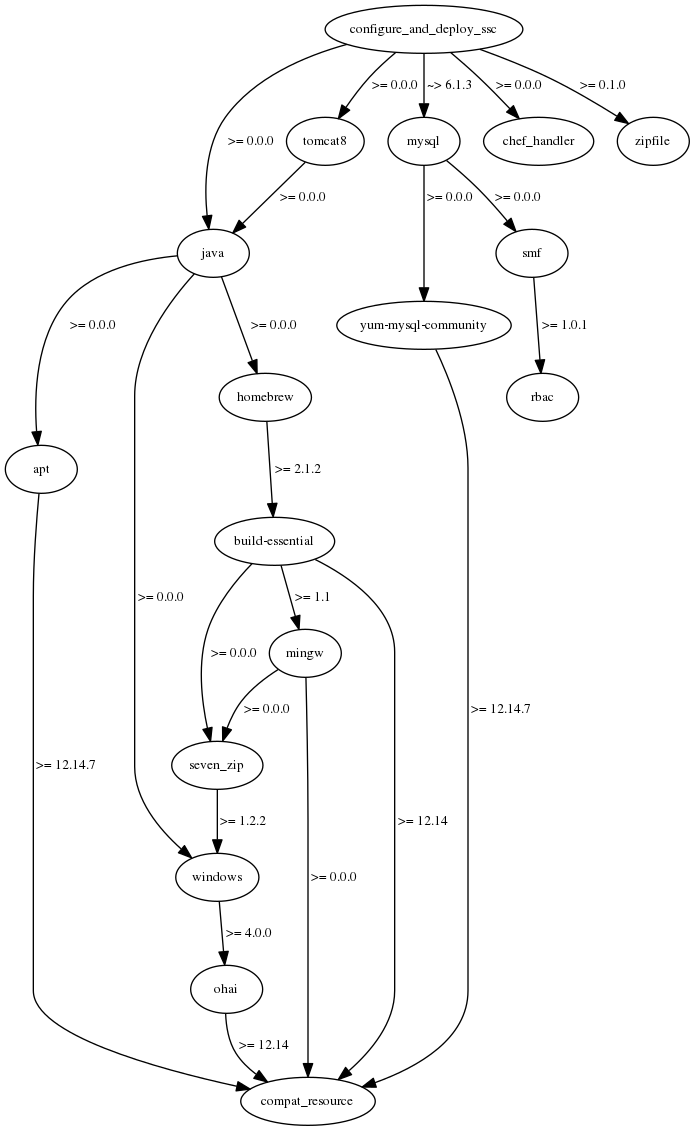 configure_and_deploy_ssc
>= 0.0.0
~> 6.1.3
>= 0.0.0
>= 0.1.0
>= 0.0.0
tomcat8
mysql
chef_handler
zipfile
>= 0.0.0
>= 0.0.0
>= 0.0.0
java
smf
>= 0.0.0
>= 0.0.0
yum-mysql-community
>= 1.0.1
homebrew
rbac
apt
>= 2.1.2
build-essential
>= 0.0.0
>= 1.1
>= 0.0.0
mingw
>= 0.0.0
>= 12.14.7
>= 12.14.7
seven_zip
>= 1.2.2
>= 12.14
windows
>= 0.0.0
>= 4.0.0
ohai
>= 12.14
compat_resource